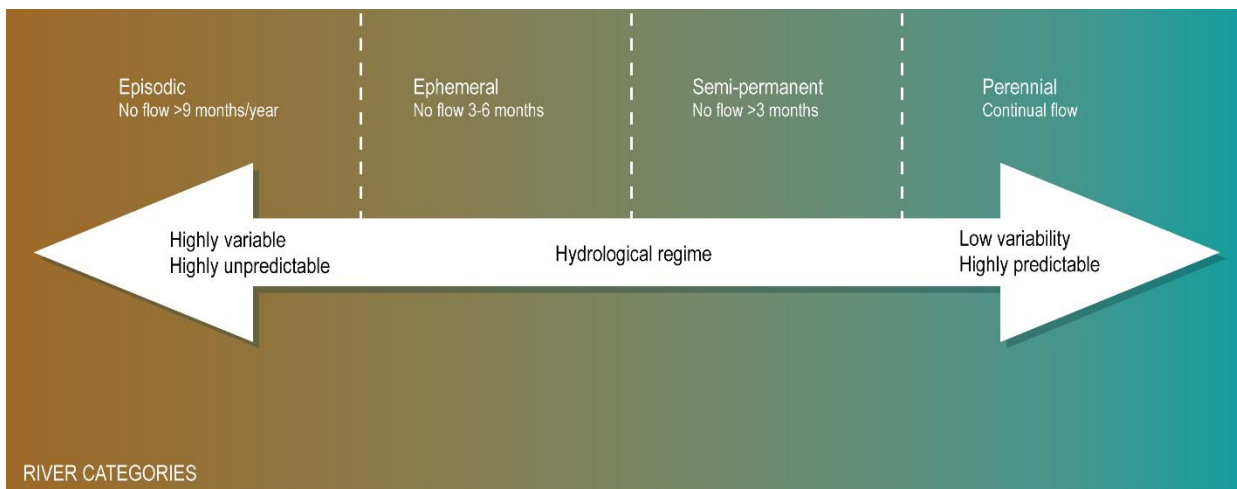 Episodic
No flow >9 months/year
Ephemeral
No flow 3-6 months
Semi-permanent
No flow >3 months
Perennial
Continual flow
Highly variable
Highly unpredictable
Hydrological regime
Low variability
Highly predictable
RIVER CATEGORIES